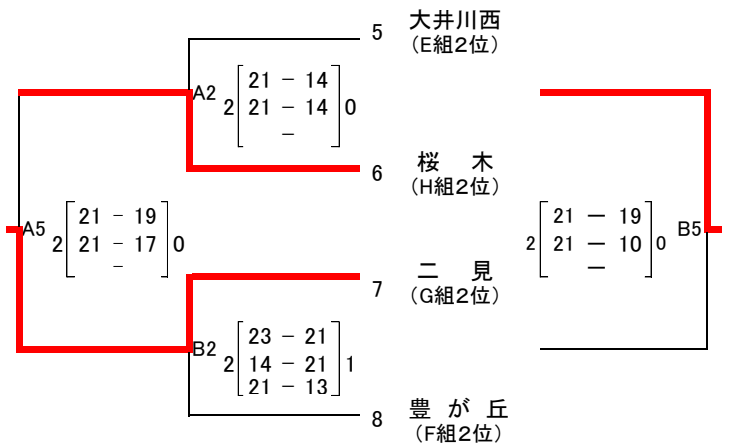 5 大井川西
(E組2位)
A2 2 21 - 14
21 - 14 0
-
6 桜 木
(H組2位)
A5 2 21 - 19
21 - 17 0
-
21 - 19
2 21 - 10 0 B5
-
7 二 見
(G組2位)
B2 2 23 - 21
14 - 21 1
21 - 13
8 豊 が 丘
(F組2位)